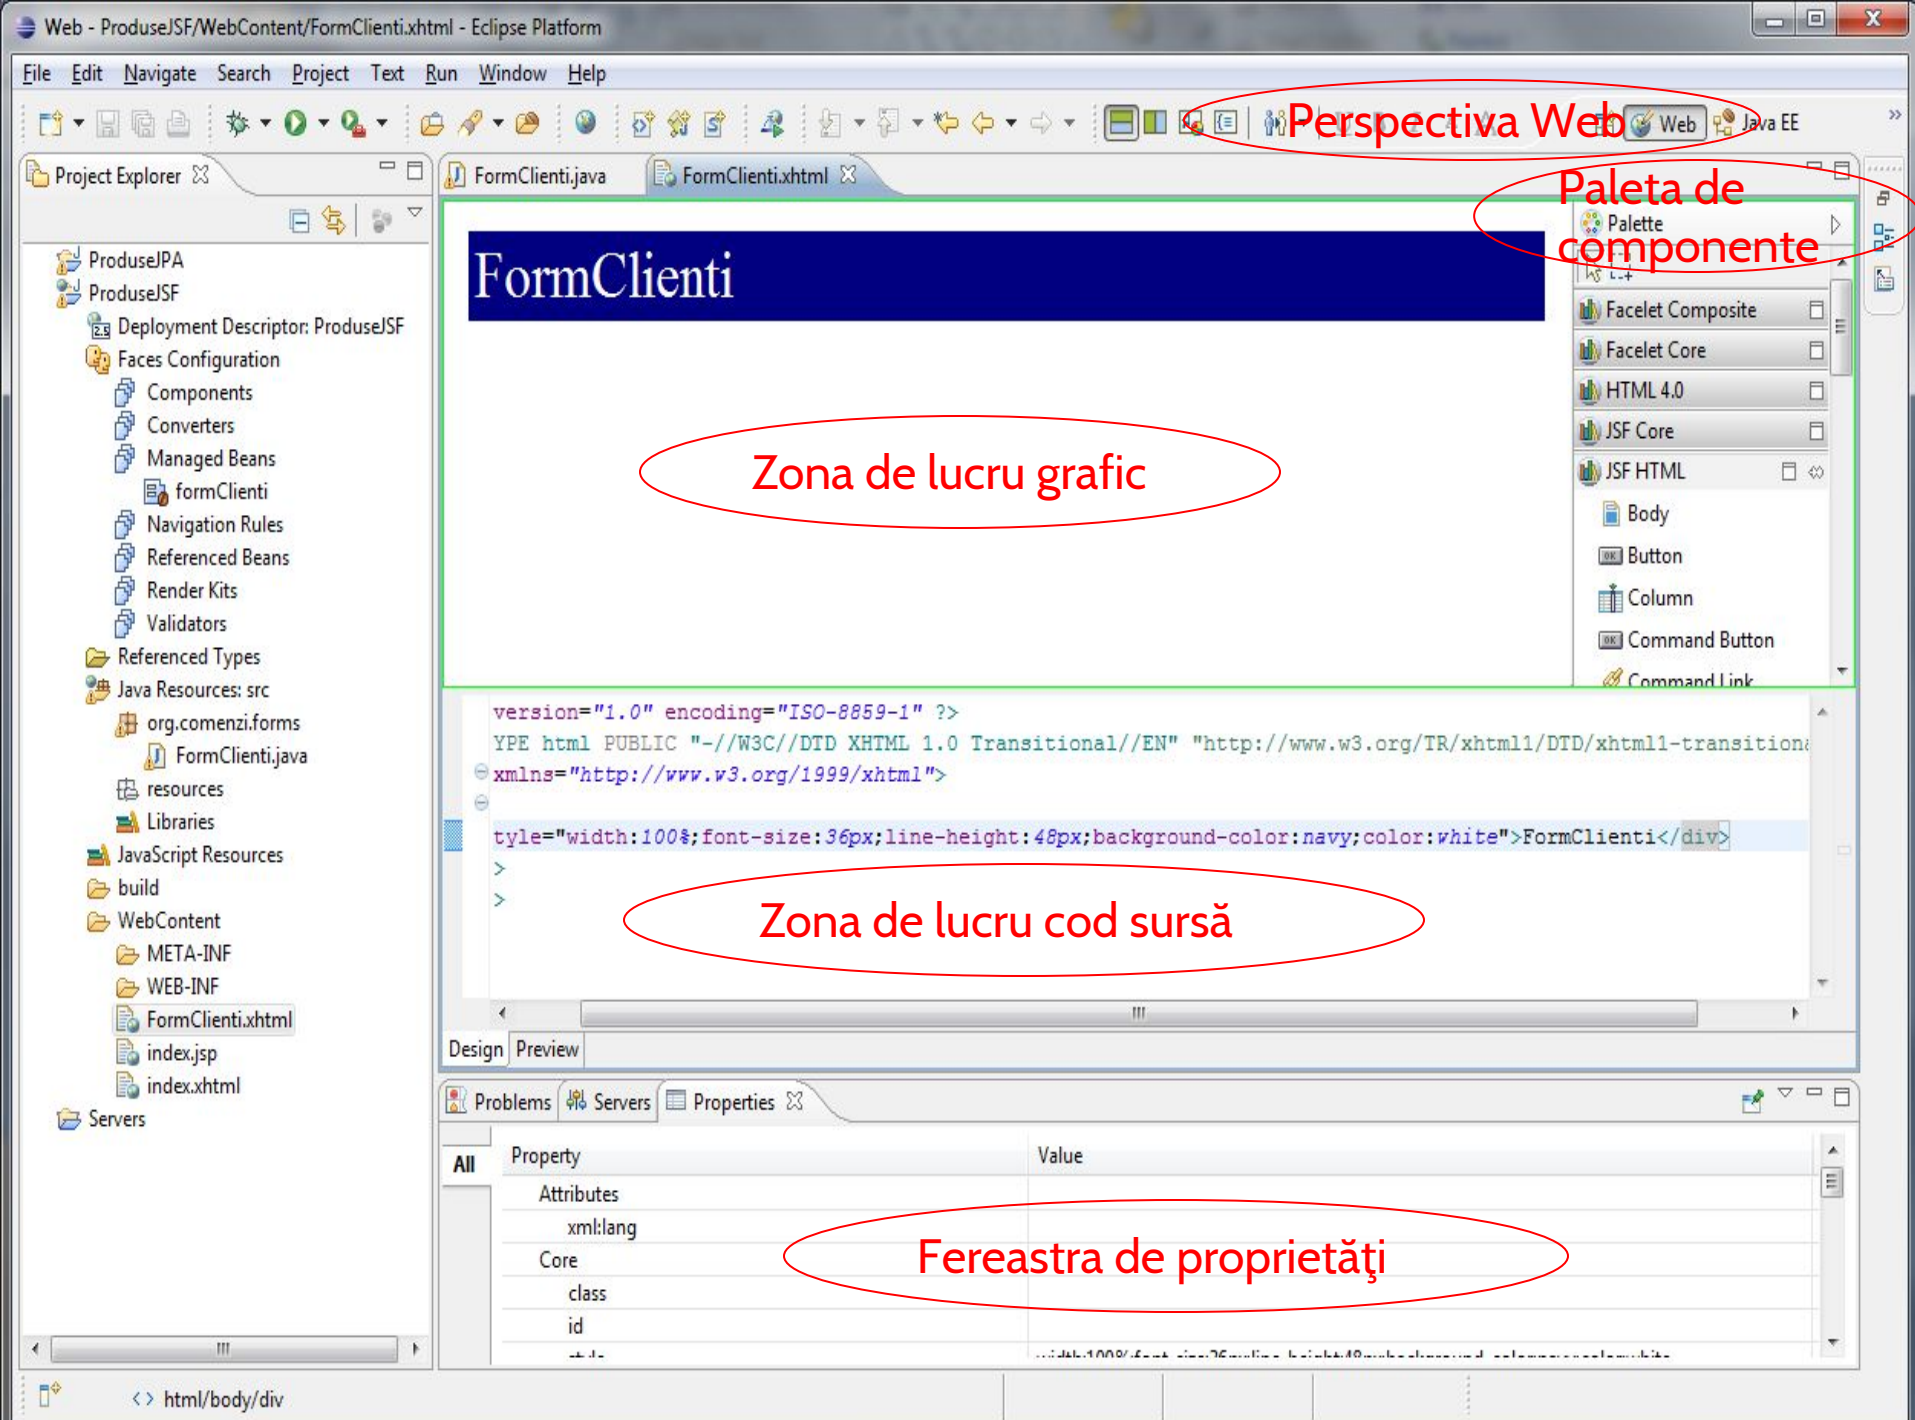 Web - ProduseJSF/WebContent/FormClienti.xhtml - Eclipse Platform
File Edit Navigate Search Project Text Run Window Help
Perspectiva Web
Web
Java EE
Project Explorer
FormClienti.java
FormClienti.xhtml
Paleta de
componente
Palette
ProduseJPA
ProduseJSF
Deployment Descriptor: ProduseJSF
Faces Configuration
Components
Converters
Managed Beans
formClienti
Navigation Rules
Referenced Beans
Render Kits
Validators
Referenced Types
Java Resources: src
org.comenzi.forms
FormClienti.java
resources
Libraries
JavaScript Resources
build
WebContent
META-INF
WEB-INF
FormClienti.xhtml
index.jsp
index.xhtml
Servers
FormClienti
Zona de lucru grafic
Facelet Composite
Facelet Core
HTML 4.0
JSF Core
JSF HTML
Body
Button
Column
Command Button
Command Link
version="1.0" encoding="ISO-8859-1" ?>
YPE html PUBLIC "-//W3C//DTD XHTML 1.0 Transitional//EN" "http://www.w3.org/TR/xhtml1/DTD/xhtml1-transitiona
xmlns="http://www.w3.org/1999/xhtml">
tyle="width:100%;font-size:36px;line-height:48px;background-color:navy;color:white">FormClienti</div>
>
>
Zona de lucru cod sursă
Design Preview
Problems Servers Properties
All
Property Value
Attributes
xml:lang
Core
class
id
Fereastra de proprietăţi
html/body/div